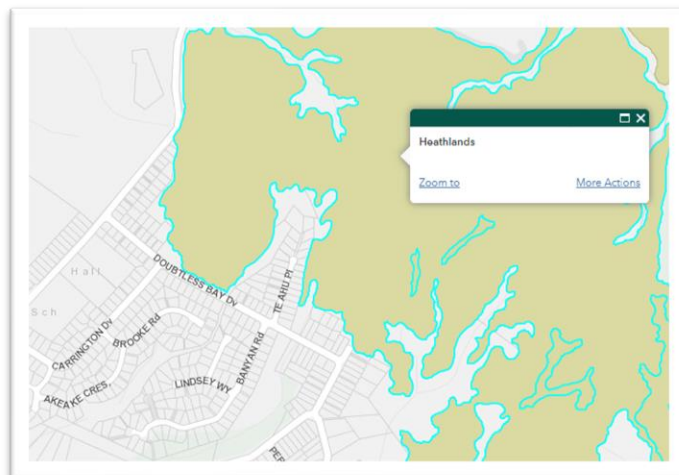 Heathlands
Zoom to
More Actions
Hall
Sch
DOUBTLESS BAY Dv
TE AHU Pl
CARRINGTON Dv
BROOKE Rd
BANYAN Rd
LINDSEY WY
AKEAKE CRES,
PER